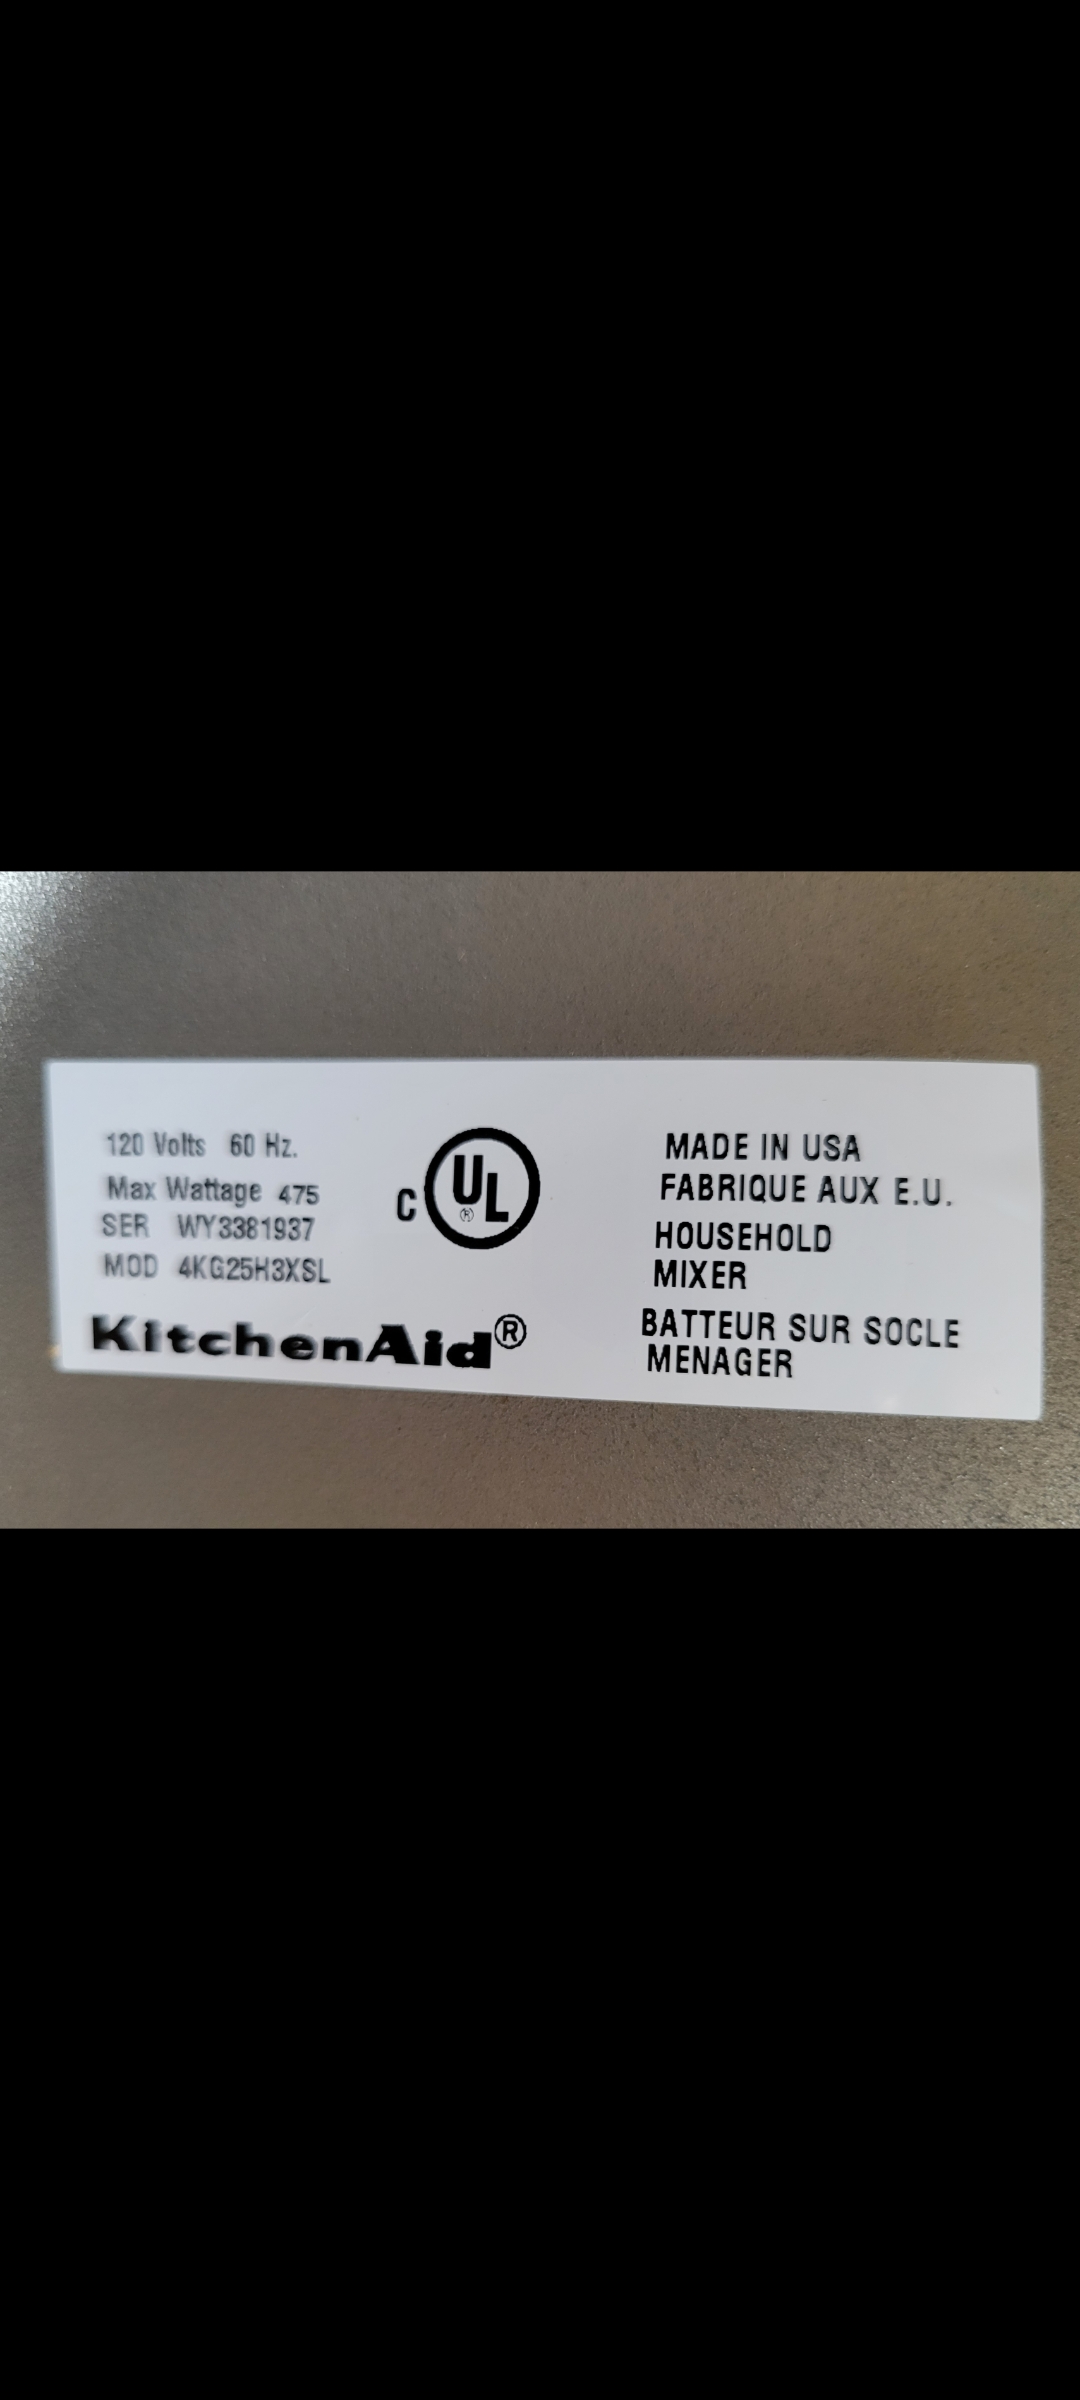 120 Volts 60 Hz.
Max Wattage 475
SER WY3381937
MOD 4KG25H3XSL
KitchenAid®
C UL ®
MADE IN USA
FABRIQUE AUX E.U.
HOUSEHOLD
MIXER
BATTEUR SUR SOCLE
MENAGER